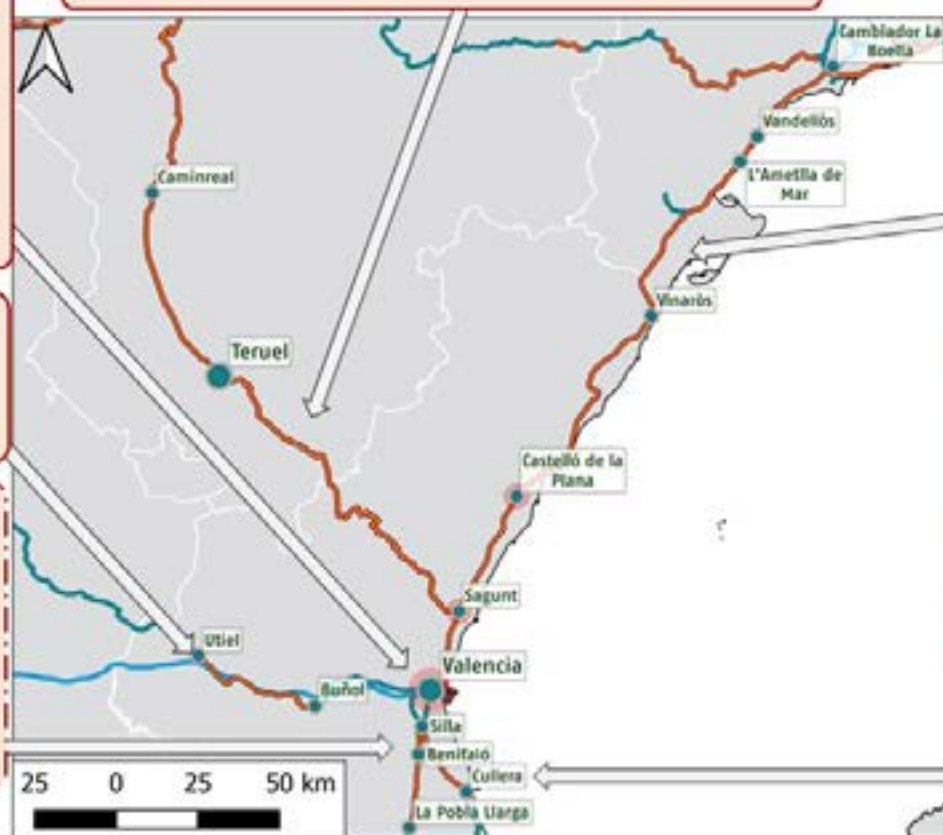 Cambiador La
Boella
Vandellòs
Caminreal
L'Ametlla de
Mar
Vinaròs
Teruel
Castelló de la
Plana
Sagunt
Utiel
Valencia
Buñol
Silla
Benifaió
Cullera
25 0 25 50 km
La Pobla Llarga